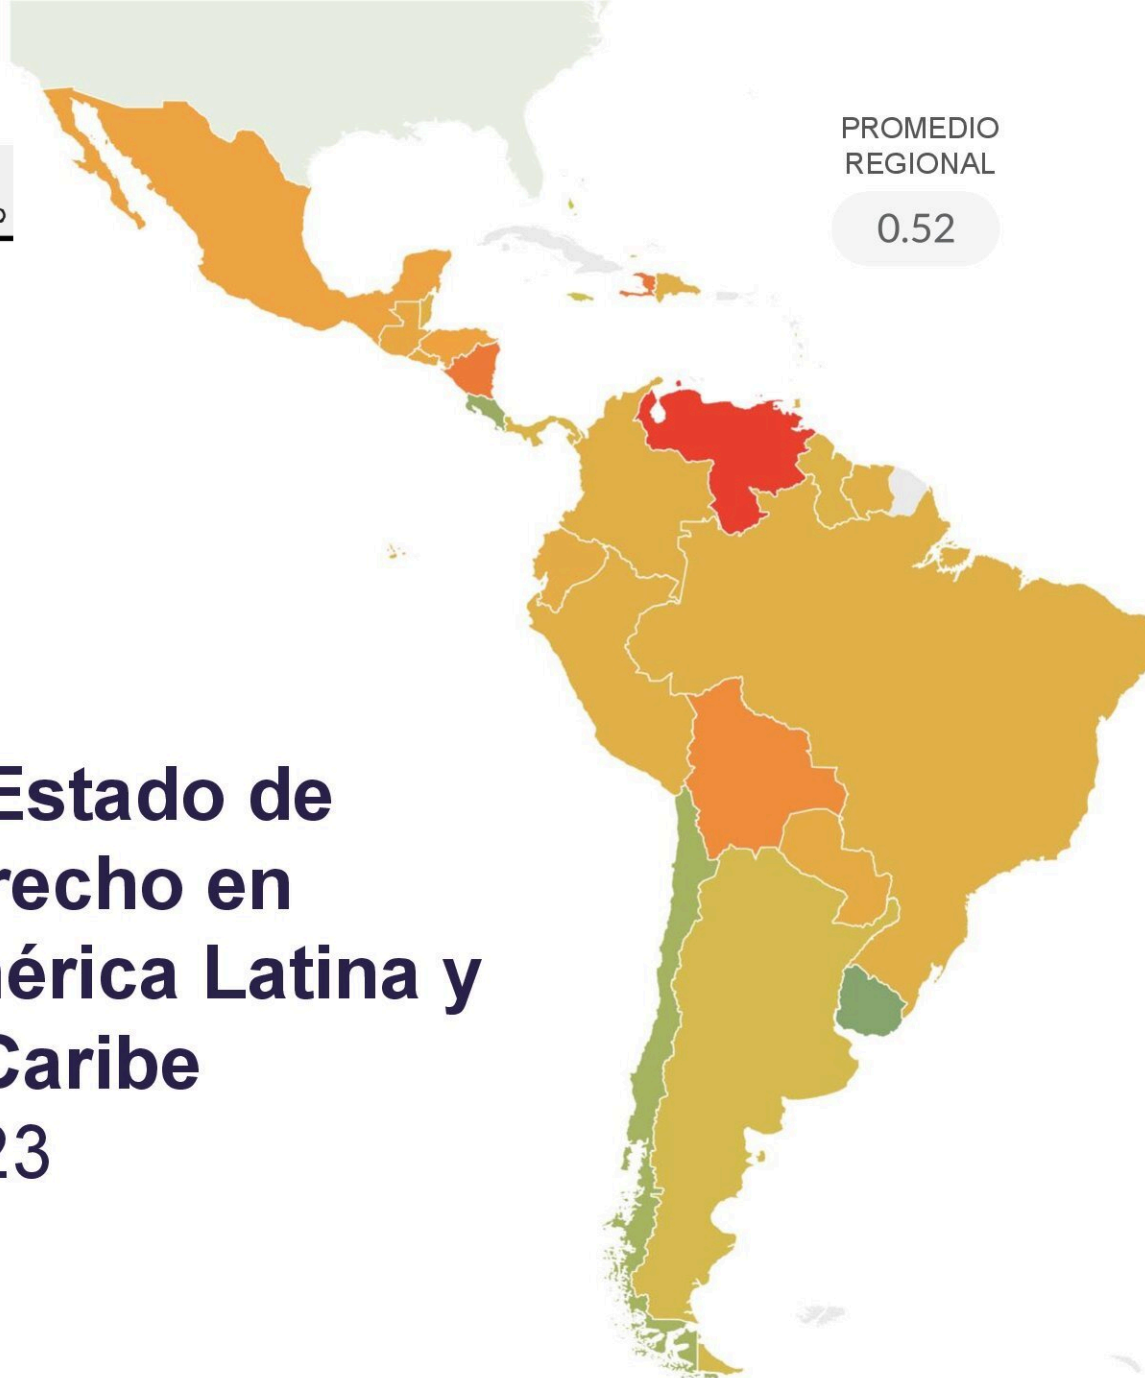 PROMEDIO
REGIONAL
0.52
Estado de
recho en
érica Latina y
Caribe
23